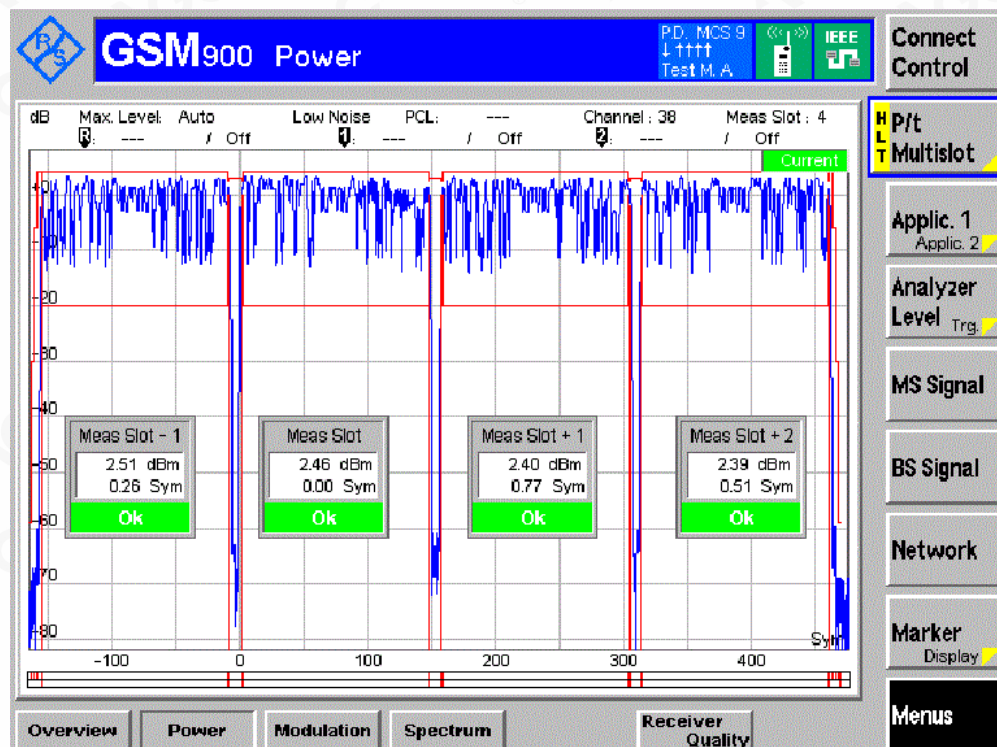 R/S
GSM900 Power
P.D. MCS 9
↓ ↑↑↑↑
Test M. A
IEEE
Connect Control
dB Max. Level: Auto Low Noise PCL: --- Channel : 38 Meas Slot : 4
R: --- / Off 1: --- / Off 2: --- / Off
Current
HLT
P/t Multislot
Applic. 1
Applic. 2
Analyzer Level Trg.
MS Signal
BS Signal
Network
Marker
Display
Menus
+0
-10
-20
-30
-40
-50
-60
-70
-80
Meas Slot - 1
2.51 dBm
0.26 Sym
Ok
Meas Slot
2.46 dBm
0.00 Sym
Ok
Meas Slot + 1
2.40 dBm
0.77 Sym
Ok
Meas Slot + 2
2.39 dBm
0.51 Sym
Ok
Sym
-100 0 100 200 300 400
Overview Power Modulation Spectrum Receiver Quality